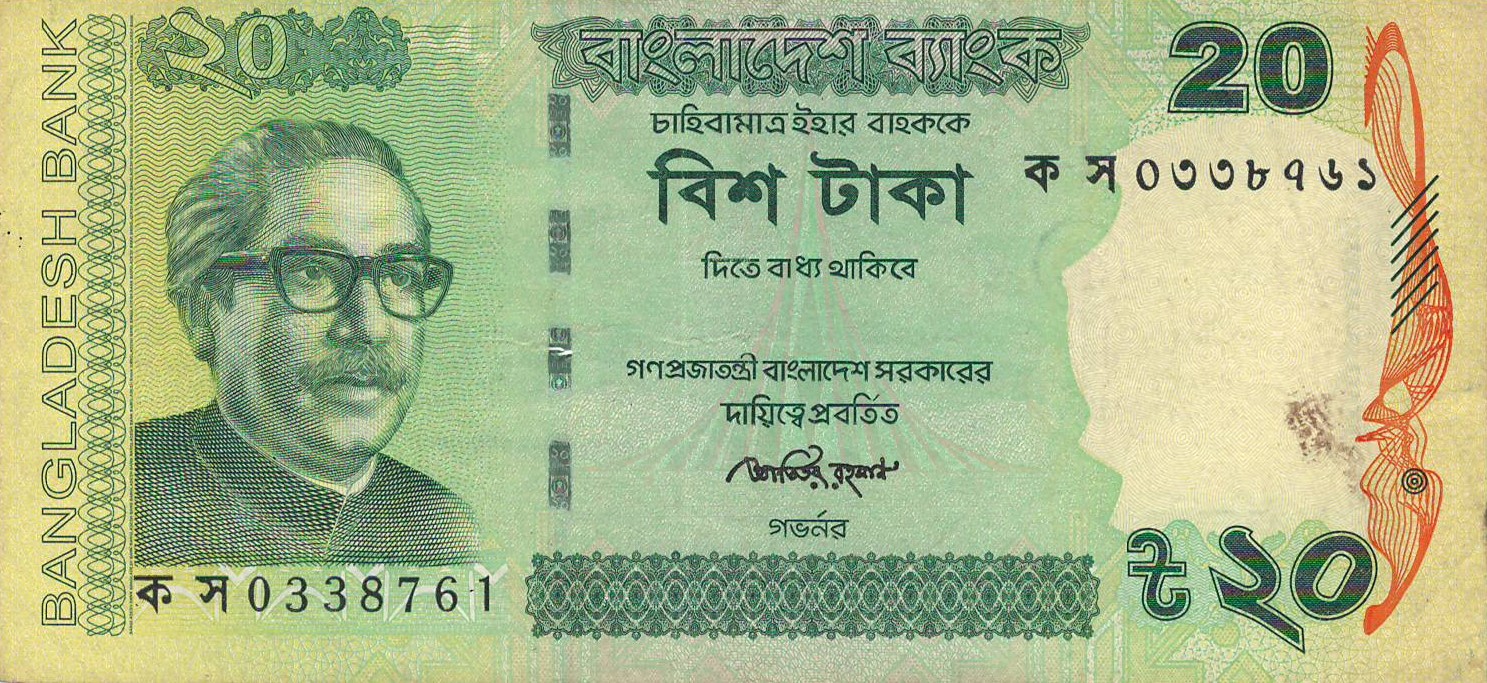 BANGLADESH BANK
২০
বাংলাদেশ ব্যাংক
20
চাহিবামাত্র ইহার বাহককে
বিশ টাকা
ক স ০৩৩৮৭৬১
দিতে বাধ্য থাকিবে
গণপ্রজাতন্ত্রী বাংলাদেশ সরকারের
দায়িত্বে প্রবর্তিত
আতিউর রহমান
গভর্নর
ক স 0338761
৳ ২০